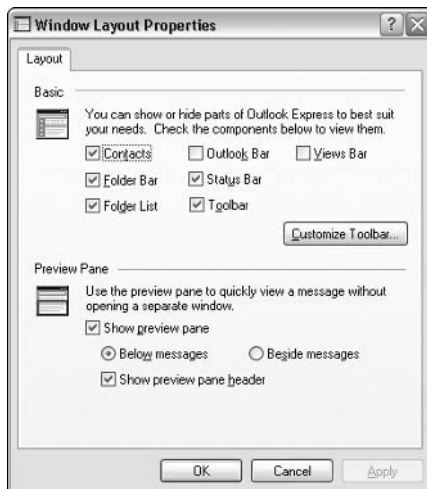 Window Layout Properties
Layout
Basic
You can show or hide parts of Outlook Express to best suit
your needs. Check the components below to view them.
Contacts Outlook Bar Views Bar
Folder Bar Status Bar
Folder List Toolbar
Customize Toolbar...
Preview Pane
Use the preview pane to quickly view a message without
opening a separate window.
Show preview pane
Below messages Beside messages
Show preview pane header
OK Cancel Apply